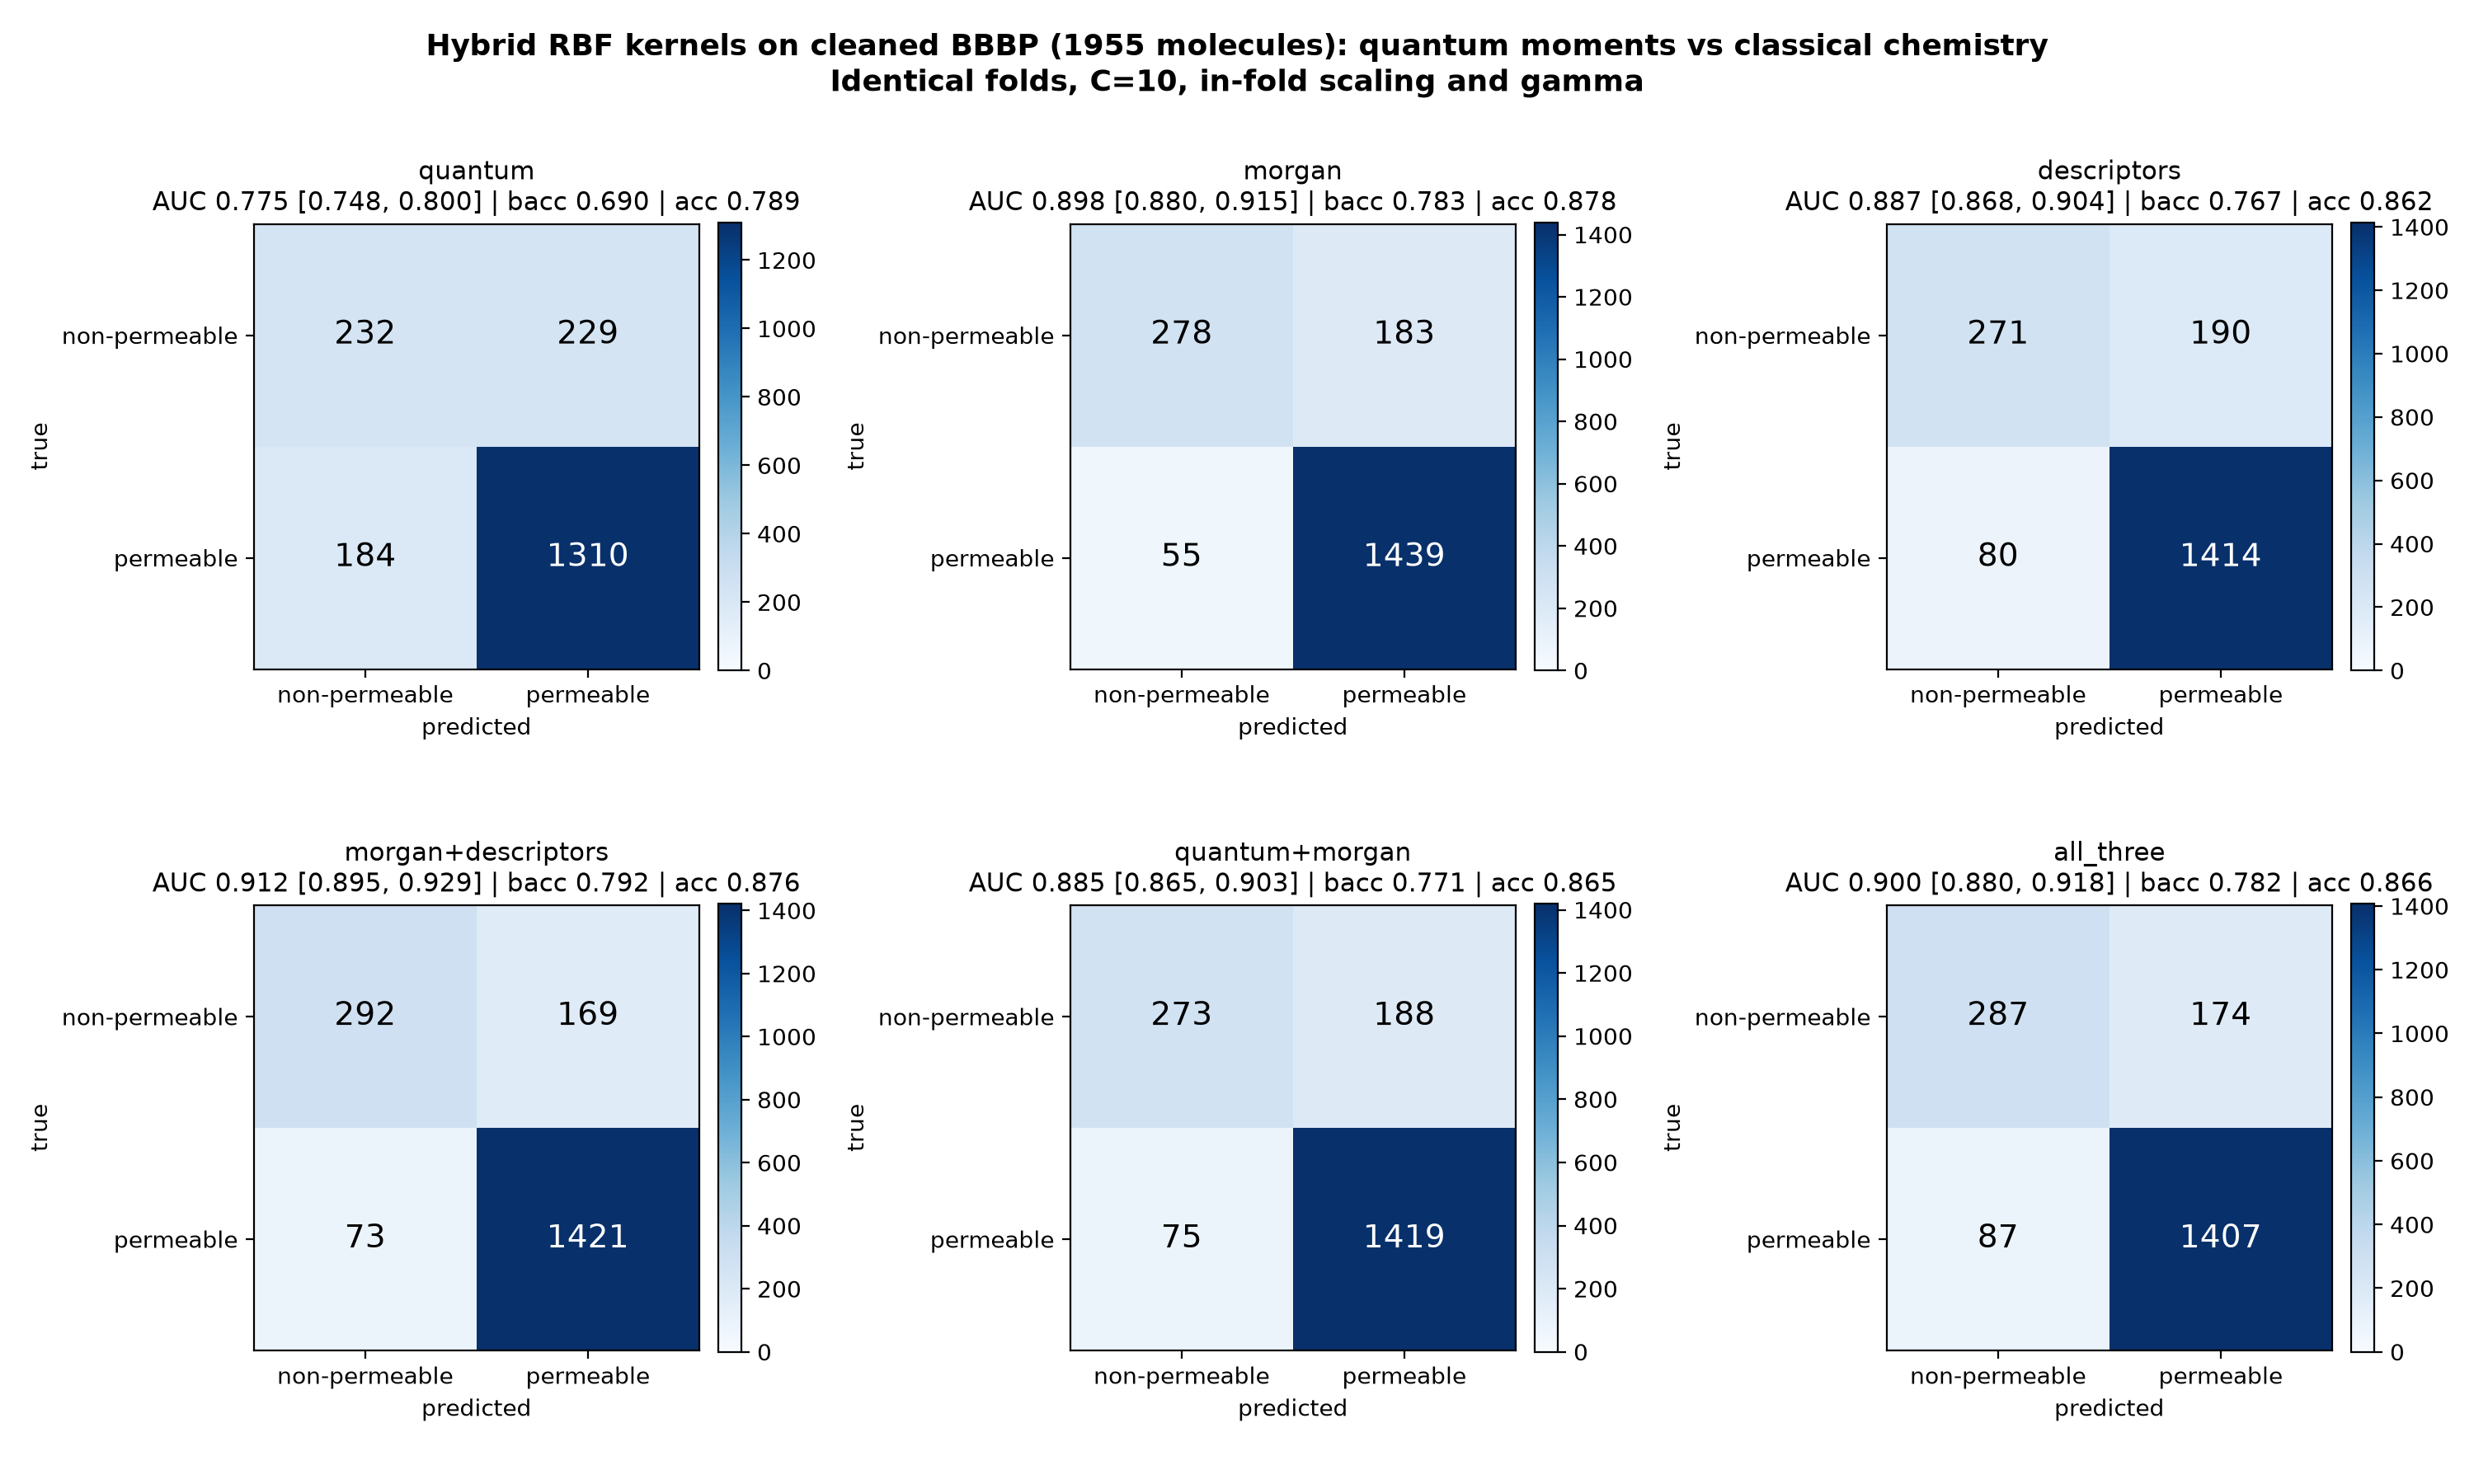 Hybrid RBF kernels on cleaned BBBP (1955 molecules): quantum moments vs classical chemistry
Identical folds, C=10, in-fold scaling and gamma
quantum
AUC 0.775 [0.748, 0.800] | bacc 0.690 | acc 0.789
true
non-permeable
permeable
232
229
184
1310
non-permeable
permeable
predicted
1200
1000
800
600
400
200
0
morgan
AUC 0.898 [0.880, 0.915] | bacc 0.783 | acc 0.878
true
non-permeable
permeable
278
183
55
1439
non-permeable
permeable
predicted
1400
1200
1000
800
600
400
200
0
descriptors
AUC 0.887 [0.868, 0.904] | bacc 0.767 | acc 0.862
true
non-permeable
permeable
271
190
80
1414
non-permeable
permeable
predicted
1400
1200
1000
800
600
400
200
0
morgan+descriptors
AUC 0.912 [0.895, 0.929] | bacc 0.792 | acc 0.876
true
non-permeable
permeable
292
169
73
1421
non-permeable
permeable
predicted
1400
1200
1000
800
600
400
200
0
quantum+morgan
AUC 0.885 [0.865, 0.903] | bacc 0.771 | acc 0.865
true
non-permeable
permeable
273
188
75
1419
non-permeable
permeable
predicted
1400
1200
1000
800
600
400
200
0
all_three
AUC 0.900 [0.880, 0.918] | bacc 0.782 | acc 0.866
true
non-permeable
permeable
287
174
87
1407
non-permeable
permeable
predicted
1400
1200
1000
800
600
400
200
0